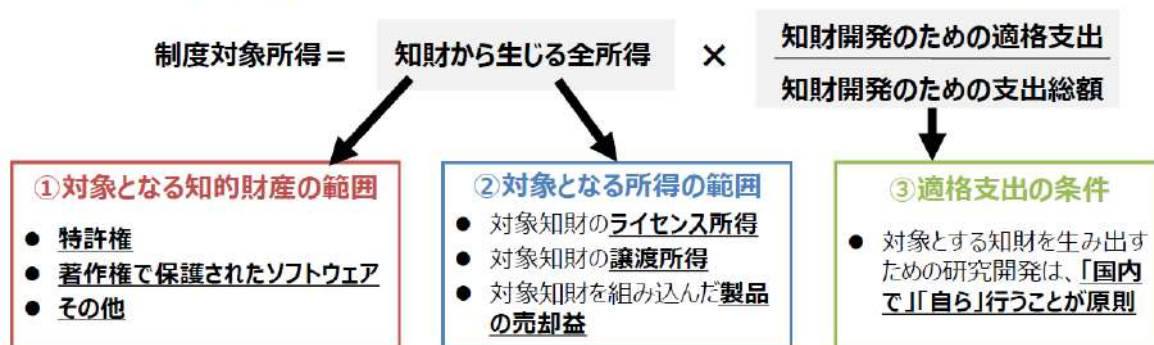 制度対象所得= 知財から生じる全所得 × 知財開発のための適格支出
知財開発のための支出総額
①対象となる知的財産の範囲
● 特許権
● 著作権で保護されたソフトウェア
● その他
②対象となる所得の範囲
● 対象知財のライセンス所得
● 対象知財の譲渡所得
● 対象知財を組み込んだ製品
の売却益
③適格支出の条件
● 対象とする知財を生み出す
ための研究開発は、「国内
で」「自ら」行うことが原則